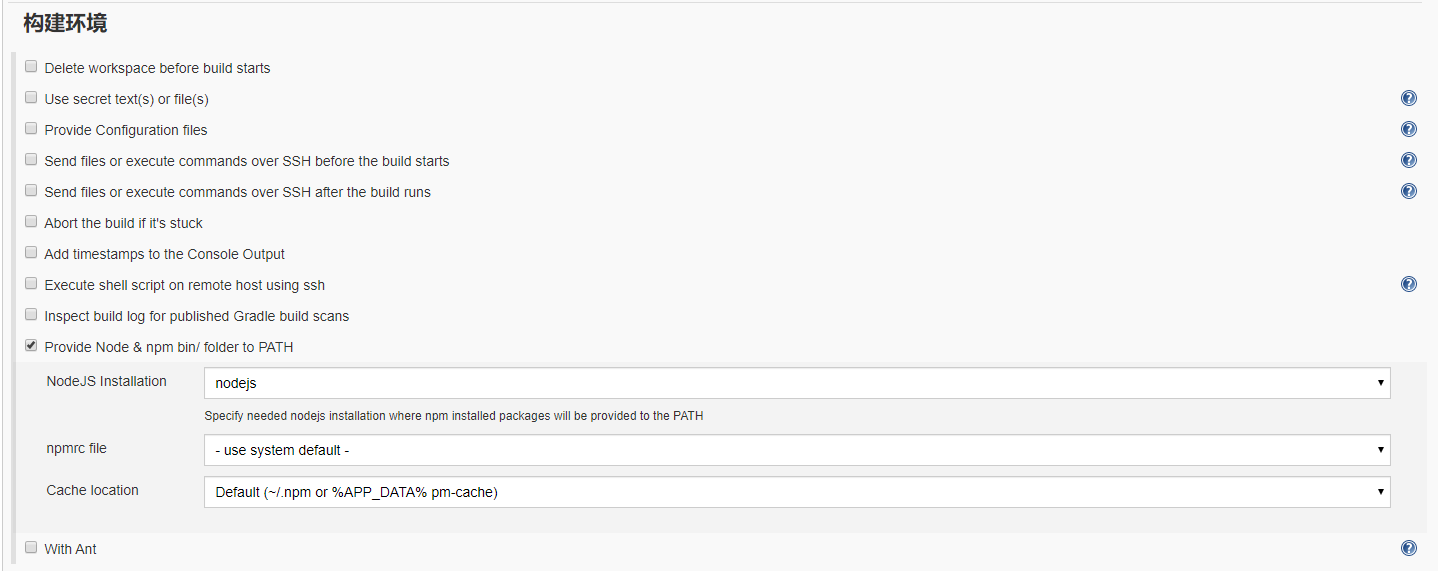 构建环境
Delete workspace before build starts
Use secret text(s) or file(s)
Provide Configuration files
Send files or execute commands over SSH before the build starts
Send files or execute commands over SSH after the build runs
Abort the build if it's stuck
Add timestamps to the Console Output
Execute shell script on remote host using ssh
Inspect build log for published Gradle build scans
Provide Node & npm bin/ folder to PATH
NodeJS Installation nodejs
Specify needed nodejs installation where npm installed packages will be provided to the PATH
npmrc file - use system default -
Cache location Default (~/.npm or %APP_DATA% pm-cache)
With Ant